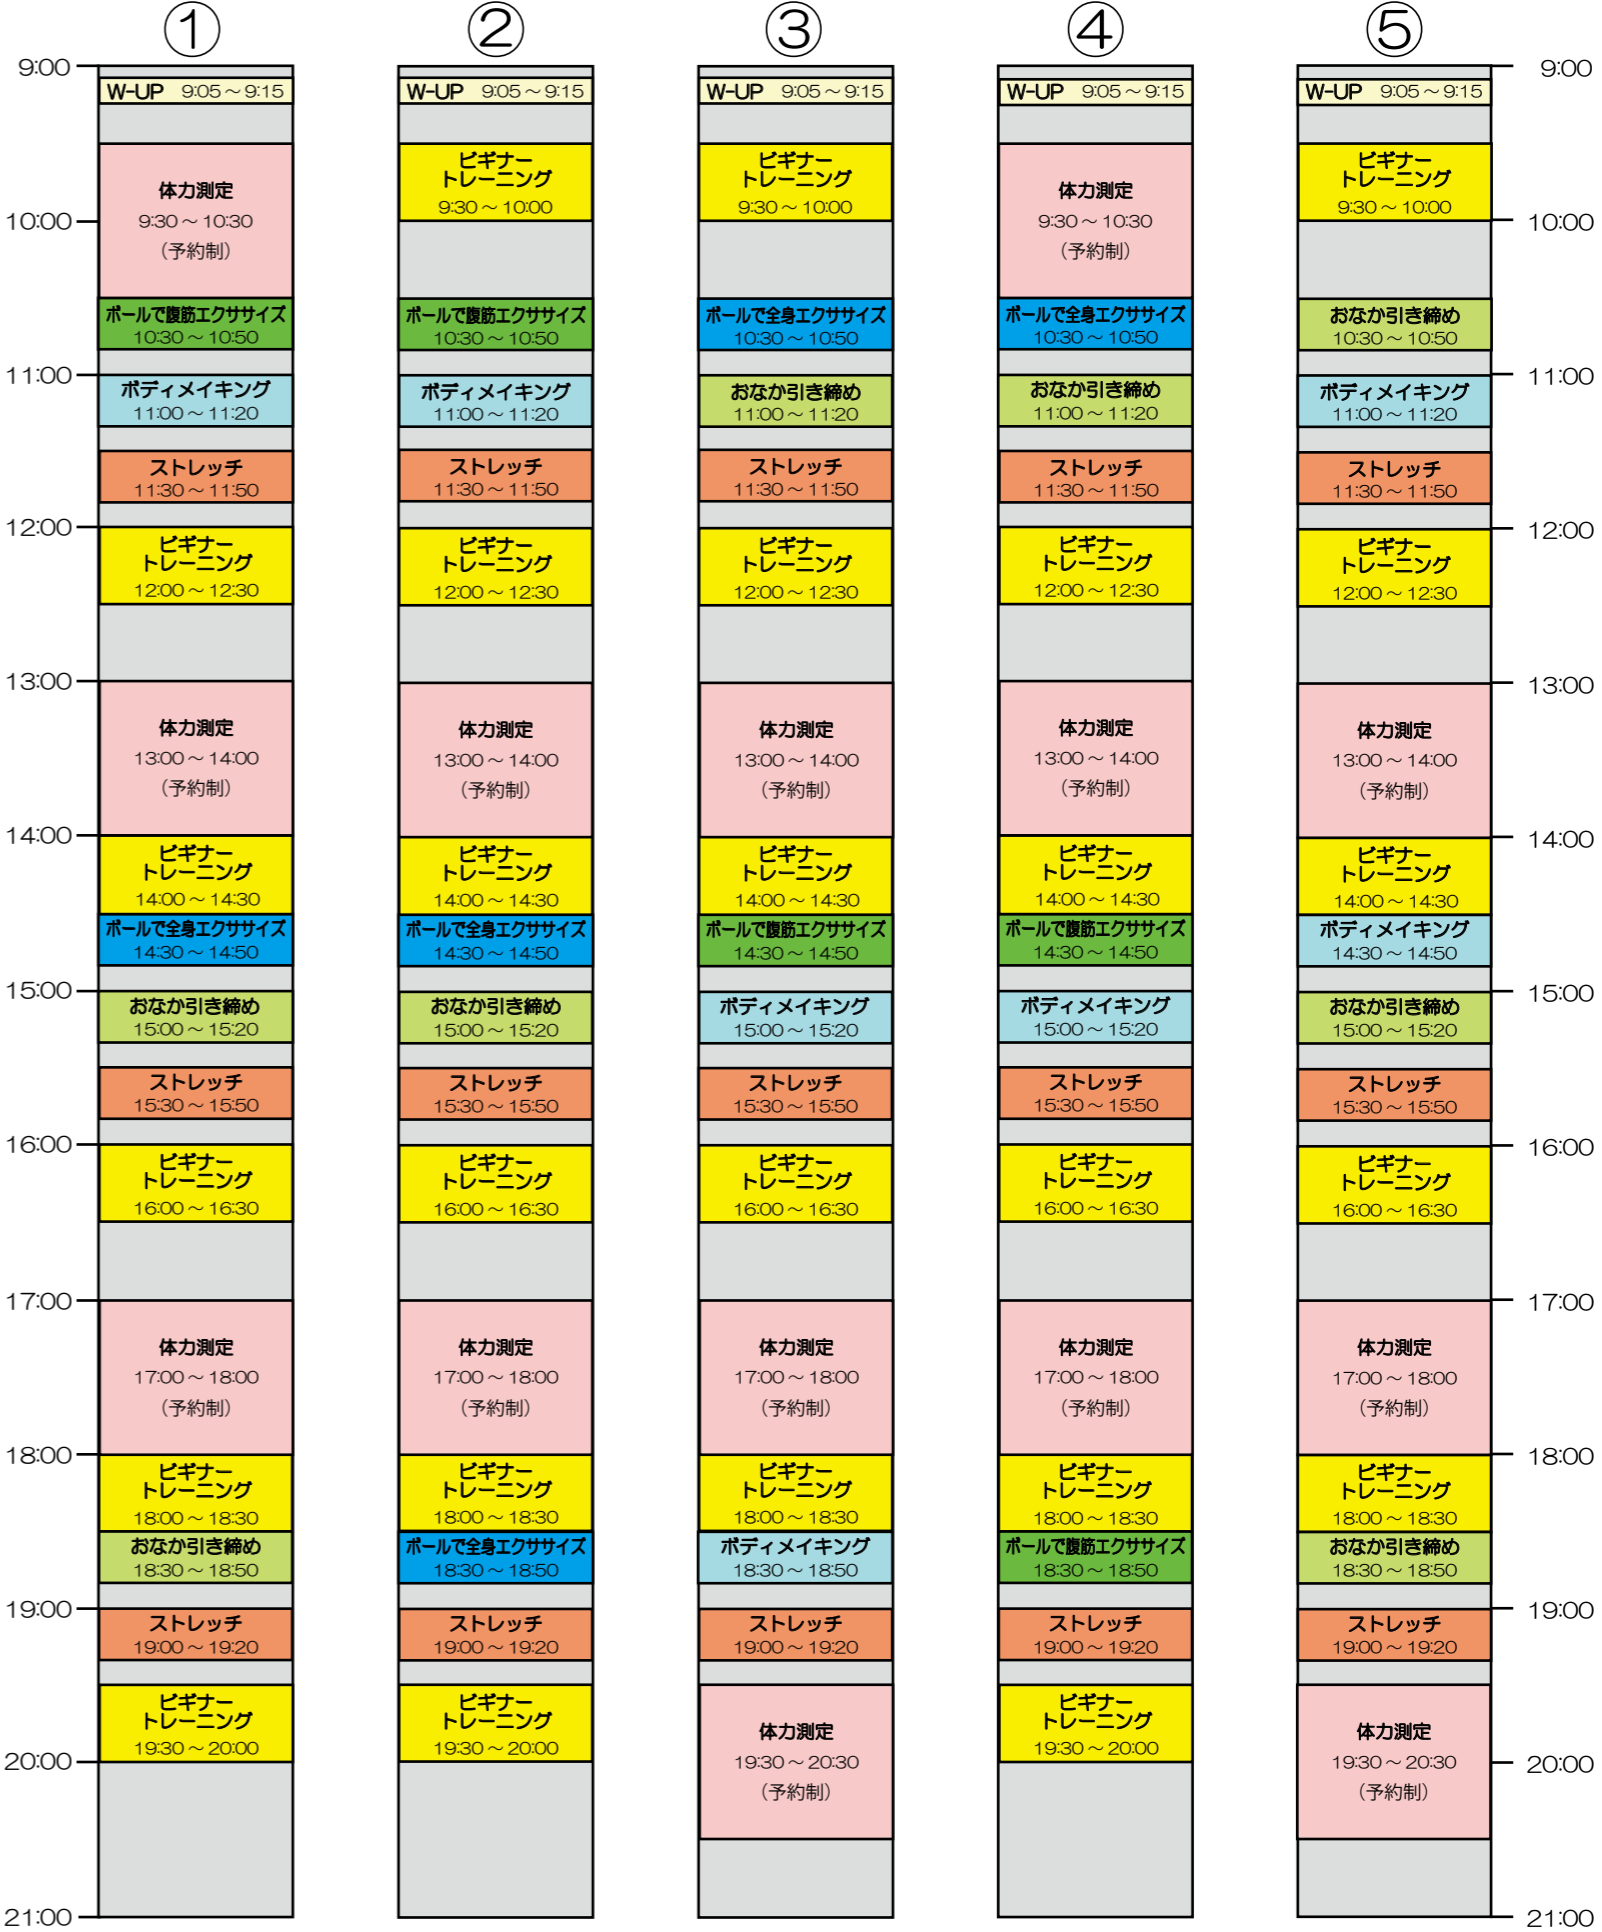 ①
②
③
④
⑤
9:00
10:00
11:00
12:00
13:00
14:00
15:00
16:00
17:00
18:00
19:00
20:00
21:00
W-UP 9:05～9:15
体力測定
9:30～10:30
（予約制）
ボールで腹筋エクササイズ
10:30～10:50
ボディメイキング
11:00～11:20
ストレッチ
11:30～11:50
ビギナー
トレーニング
12:00～12:30
体力測定
13:00～14:00
（予約制）
ビギナー
トレーニング
14:00～14:30
ボールで全身エクササイズ
14:30～14:50
おなか引き締め
15:00～15:20
ストレッチ
15:30～15:50
ビギナー
トレーニング
16:00～16:30
体力測定
17:00～18:00
（予約制）
ビギナー
トレーニング
18:00～18:30
おなか引き締め
18:30～18:50
ストレッチ
19:00～19:20
ビギナー
トレーニング
19:30～20:00
W-UP 9:05～9:15
ビギナー
トレーニング
9:30～10:00
ボールで腹筋エクササイズ
10:30～10:50
ボディメイキング
11:00～11:20
ストレッチ
11:30～11:50
ビギナー
トレーニング
12:00～12:30
体力測定
13:00～14:00
（予約制）
ビギナー
トレーニング
14:00～14:30
ボールで全身エクササイズ
14:30～14:50
おなか引き締め
15:00～15:20
ストレッチ
15:30～15:50
ビギナー
トレーニング
16:00～16:30
体力測定
17:00～18:00
（予約制）
ビギナー
トレーニング
18:00～18:30
ボールで全身エクササイズ
18:30～18:50
ストレッチ
19:00～19:20
ビギナー
トレーニング
19:30～20:00
W-UP 9:05～9:15
ビギナー
トレーニング
9:30～10:00
ボールで全身エクササイズ
10:30～10:50
おなか引き締め
11:00～11:20
ストレッチ
11:30～11:50
ビギナー
トレーニング
12:00～12:30
体力測定
13:00～14:00
（予約制）
ビギナー
トレーニング
14:00～14:30
ボールで腹筋エクササイズ
14:30～14:50
ボディメイキング
15:00～15:20
ストレッチ
15:30～15:50
ビギナー
トレーニング
16:00～16:30
体力測定
17:00～18:00
（予約制）
ビギナー
トレーニング
18:00～18:30
ボディメイキング
18:30～18:50
ストレッチ
19:00～19:20
体力測定
19:30～20:30
（予約制）
W-UP 9:05～9:15
体力測定
9:30～10:30
（予約制）
ボールで全身エクササイズ
10:30～10:50
おなか引き締め
11:00～11:20
ストレッチ
11:30～11:50
ビギナー
トレーニング
12:00～12:30
体力測定
13:00～14:00
（予約制）
ビギナー
トレーニング
14:00～14:30
ボールで腹筋エクササイズ
14:30～14:50
ボディメイキング
15:00～15:20
ストレッチ
15:30～15:50
ビギナー
トレーニング
16:00～16:30
体力測定
17:00～18:00
（予約制）
ビギナー
トレーニング
18:00～18:30
ボールで腹筋エクササイズ
18:30～18:50
ストレッチ
19:00～19:20
ビギナー
トレーニング
19:30～20:00
W-UP 9:05～9:15
ビギナー
トレーニング
9:30～10:00
おなか引き締め
10:30～10:50
ボディメイキング
11:00～11:20
ストレッチ
11:30～11:50
ビギナー
トレーニング
12:00～12:30
体力測定
13:00～14:00
（予約制）
ビギナー
トレーニング
14:00～14:30
ボディメイキング
14:30～14:50
おなか引き締め
15:00～15:20
ストレッチ
15:30～15:50
ビギナー
トレーニング
16:00～16:30
体力測定
17:00～18:00
（予約制）
ビギナー
トレーニング
18:00～18:30
おなか引き締め
18:30～18:50
ストレッチ
19:00～19:20
体力測定
19:30～20:30
（予約制）
9:00
10:00
11:00
12:00
13:00
14:00
15:00
16:00
17:00
18:00
19:00
20:00
21:00